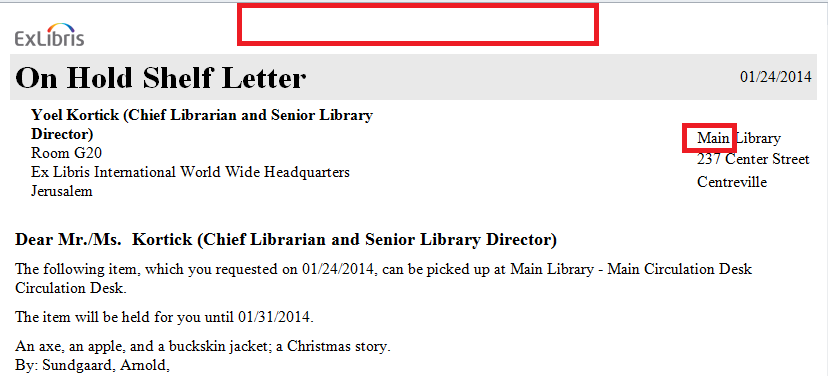 ExLibris
On Hold Shelf Letter
01/24/2014
Yoel Kortick (Chief Librarian and Senior Library
Director)
Room G20
Ex Libris International World Wide Headquarters
Jerusalem
Main Library
237 Center Street
Centreville
Dear Mr./Ms.  Kortick (Chief Librarian and Senior Library Director)
The following item, which you requested on 01/24/2014, can be picked up at Main Library - Main Circulation Desk
Circulation Desk.
The item will be held for you until 01/31/2014.
An axe, an apple, and a buckskin jacket; a Christmas story.
By: Sundgaard, Arnold,